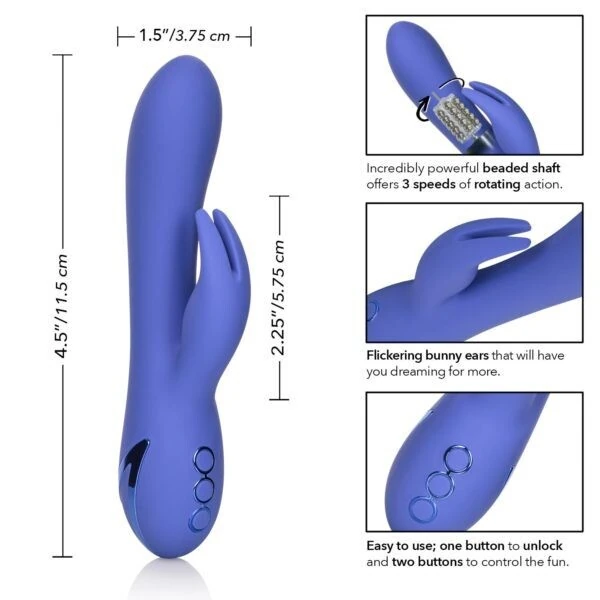 1.5"/3.75 cm
4.5"/11.5 cm
2.25"/5.75 cm
Incredibly powerful beaded shaft
offers 3 speeds of rotating action.
Flickering bunny ears that will have
you dreaming for more.
Easy to use; one button to unlock
and two buttons to control the fun.